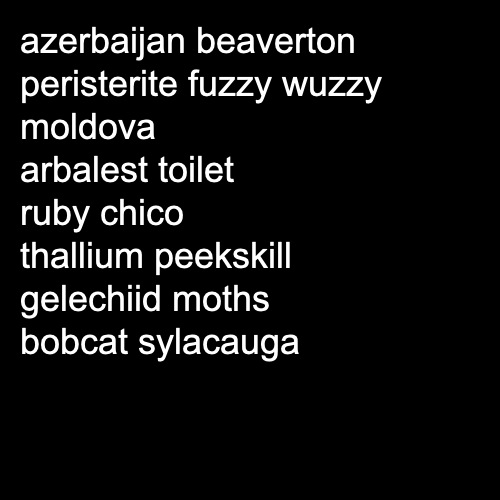 azerbaijan beaverton
peristerite fuzzy wuzzy
moldova
arbalest toilet
ruby chico
thallium peekskill
gelechiid moths
bobcat sylacauga